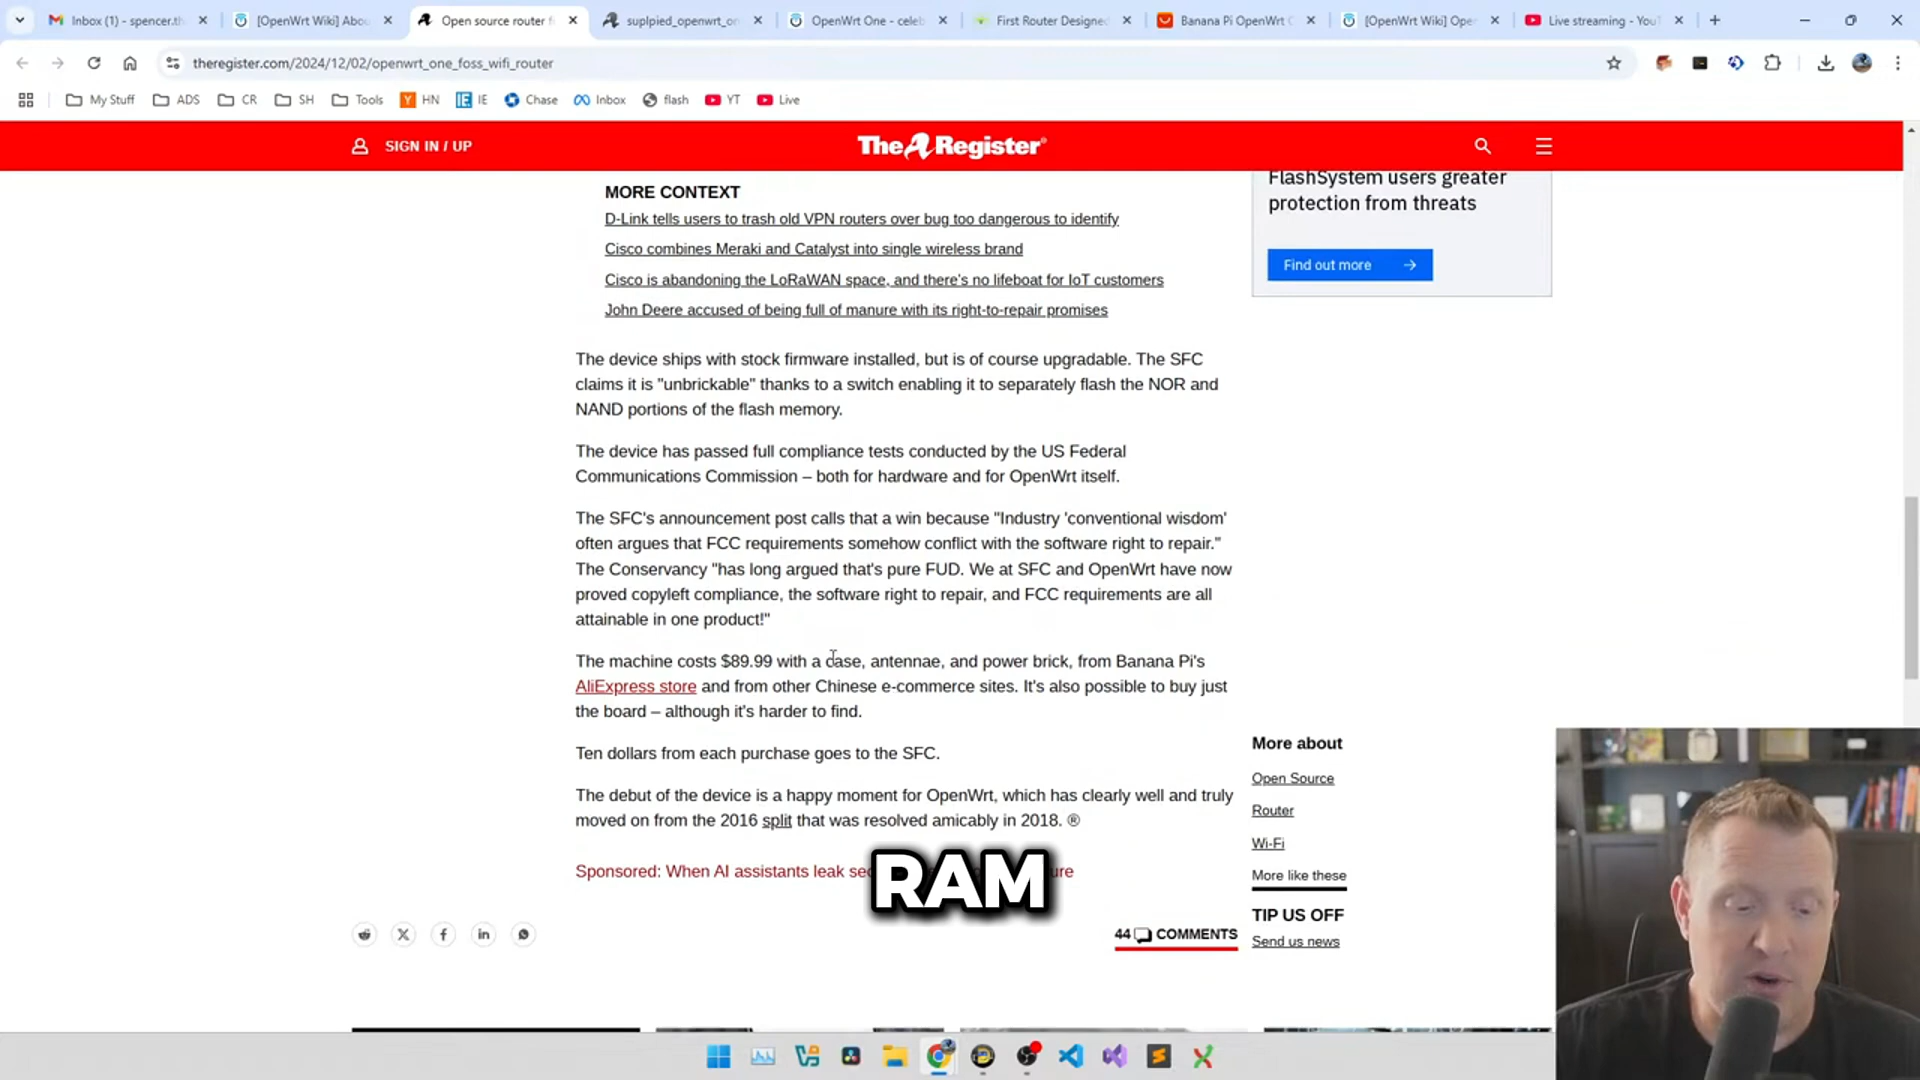 Inbox (1) - spencer.th
[OpenWrt Wiki] Abou
Open source router f
suplpied_openwrt_on
OpenWrt One - celeb
First Router Designed
Banana Pi OpenWrt O
[OpenWrt Wiki] Oper
Live streaming - YouT
theregister.com/2024/12/02/openwrt_one_foss_wifi_router
My Stuff ADS CR SH Tools HN IE Chase Inbox flash YT Live
SIGN IN / UP
The Register
FlashSystem users greater
protection from threats
Find out more
MORE CONTEXT
D-Link tells users to trash old VPN routers over bug too dangerous to identify
Cisco combines Meraki and Catalyst into single wireless brand
Cisco is abandoning the LoRaWAN space, and there's no lifeboat for IoT customers
John Deere accused of being full of manure with its right-to-repair promises
The device ships with stock firmware installed, but is of course upgradable. The SFC
claims it is "unbrickable" thanks to a switch enabling it to separately flash the NOR and
NAND portions of the flash memory.
The device has passed full compliance tests conducted by the US Federal
Communications Commission – both for hardware and for OpenWrt itself.
The SFC's announcement post calls that a win because "Industry 'conventional wisdom'
often argues that FCC requirements somehow conflict with the software right to repair."
The Conservancy "has long argued that's pure FUD. We at SFC and OpenWrt have now
proved copyleft compliance, the software right to repair, and FCC requirements are all
attainable in one product!"
The machine costs $89.99 with a case, antennae, and power brick, from Banana Pi's
AliExpress store and from other Chinese e-commerce sites. It's also possible to buy just
the board – although it's harder to find.
Ten dollars from each purchase goes to the SFC.
The debut of the device is a happy moment for OpenWrt, which has clearly well and truly
moved on from the 2016 split that was resolved amicably in 2018. ®
Sponsored: When AI assistants leak
RAM
44 COMMENTS
More about
Open Source
Router
Wi-Fi
More like these
TIP US OFF
Send us news